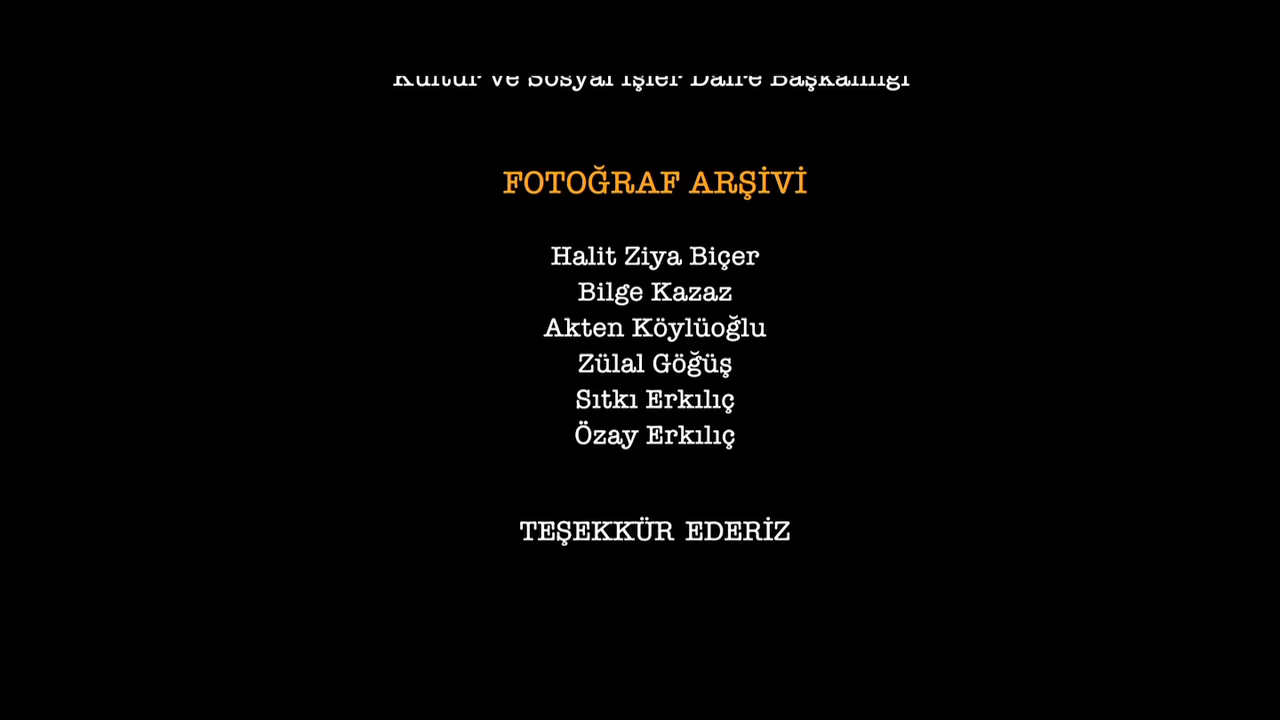 Kültür ve Sosyal İşler Daire Başkanlığı
FOTOĞRAF ARŞİVİ
Halit Ziya Biçer
Bilge Kazaz
Akten Köylüoğlu
Zülal Göğüş
Sıtkı Erkılıç
Özay Erkılıç
TEŞEKKÜR EDERİZ